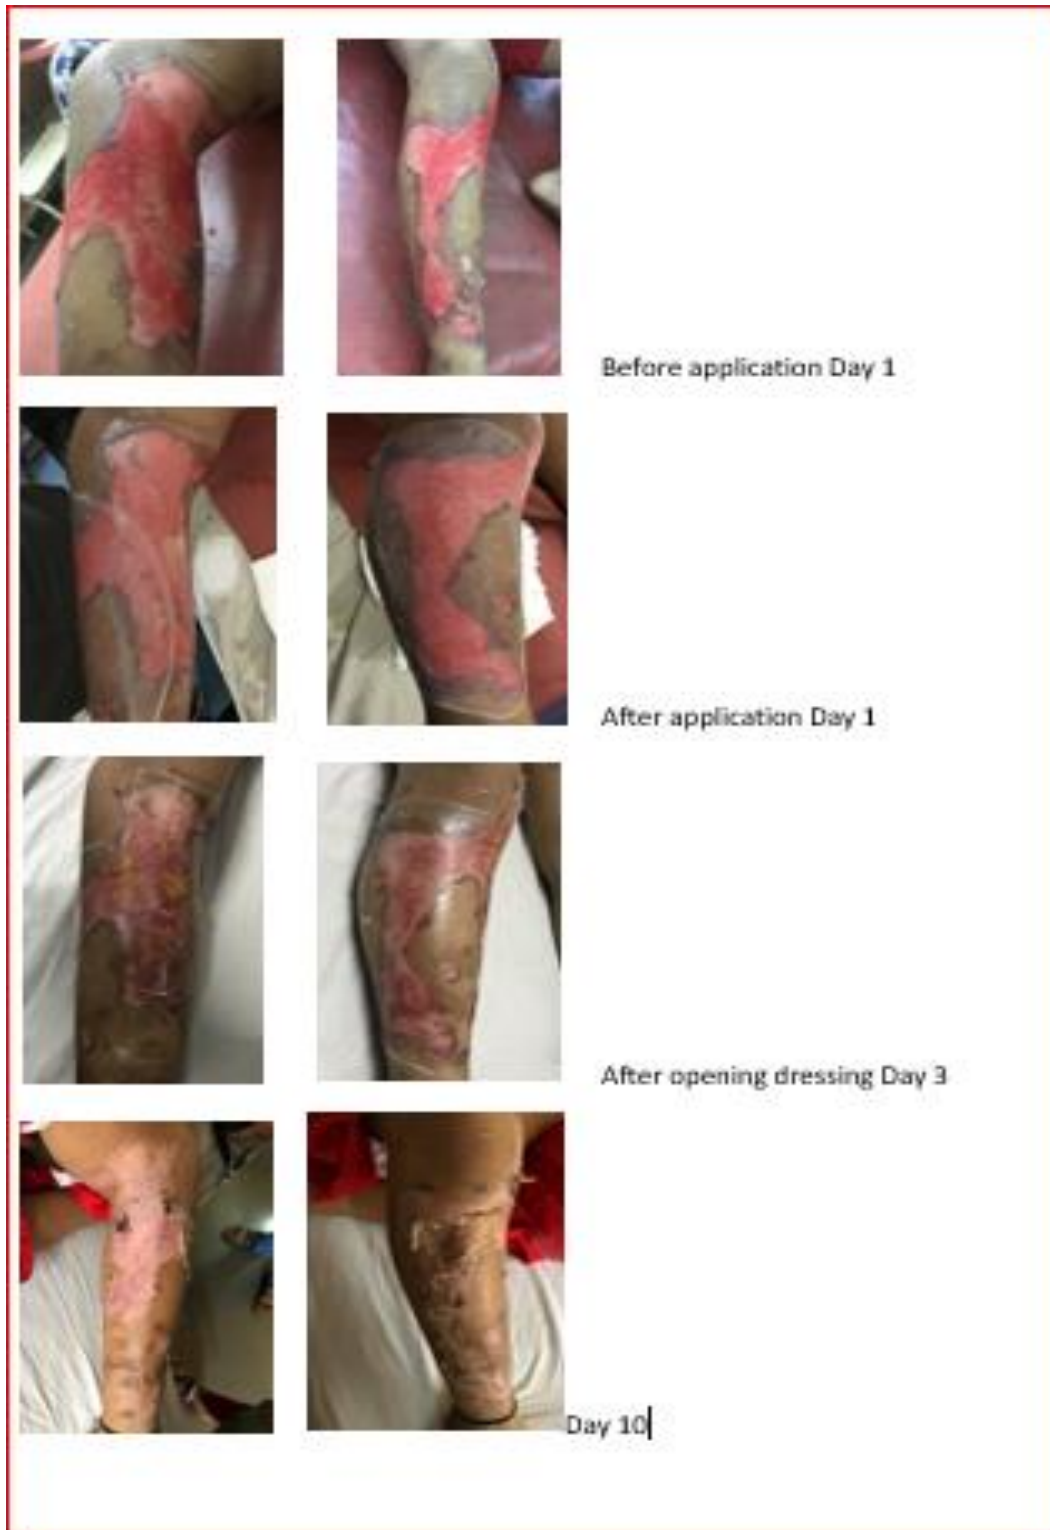 Before application Day 1
After application Day 1
After opening dressing Day 3
Day 10